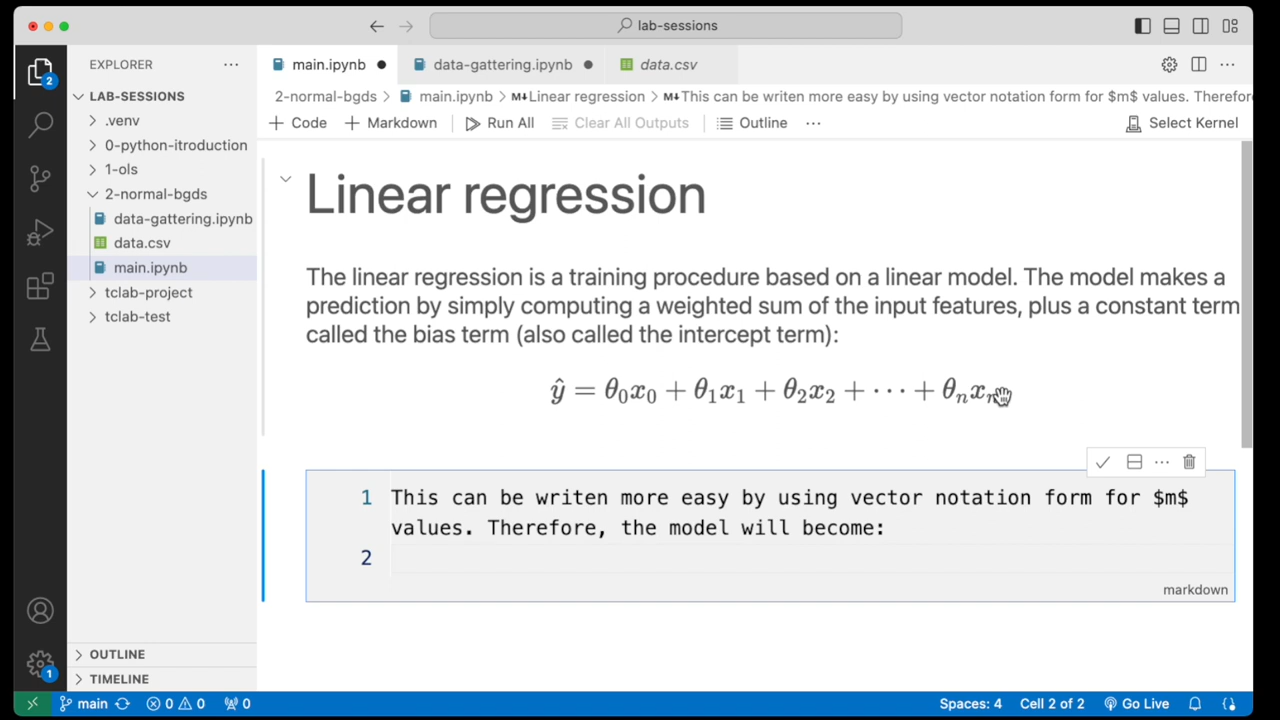 lab-sessions
EXPLORER
LAB-SESSIONS
.venv
0-python-itroduction
1-ols
2-normal-bgds
data-gattering.ipynb
data.csv
main.ipynb
tclab-project
tclab-test
OUTLINE
TIMELINE
main.ipynb data-gattering.ipynb data.csv
2-normal-bgds > main.ipynb > M↓Linear regression > M↓This can be writen more easy by using vector notation form for $m$ values. Therefore
+ Code + Markdown Run All Clear All Outputs Outline ... Select Kernel
Linear regression
The linear regression is a training procedure based on a linear model. The model makes a
prediction by simply computing a weighted sum of the input features, plus a constant term
called the bias term (also called the intercept term):
ŷ = θ₀x₀ + θ₁x₁ + θ₂x₂ + ⋯ + θₙxₙ
1 This can be writen more easy by using vector notation form for $m$
values. Therefore, the model will become:
2
markdown
main 0 0 0 Spaces: 4 Cell 2 of 2 Go Live
2
1